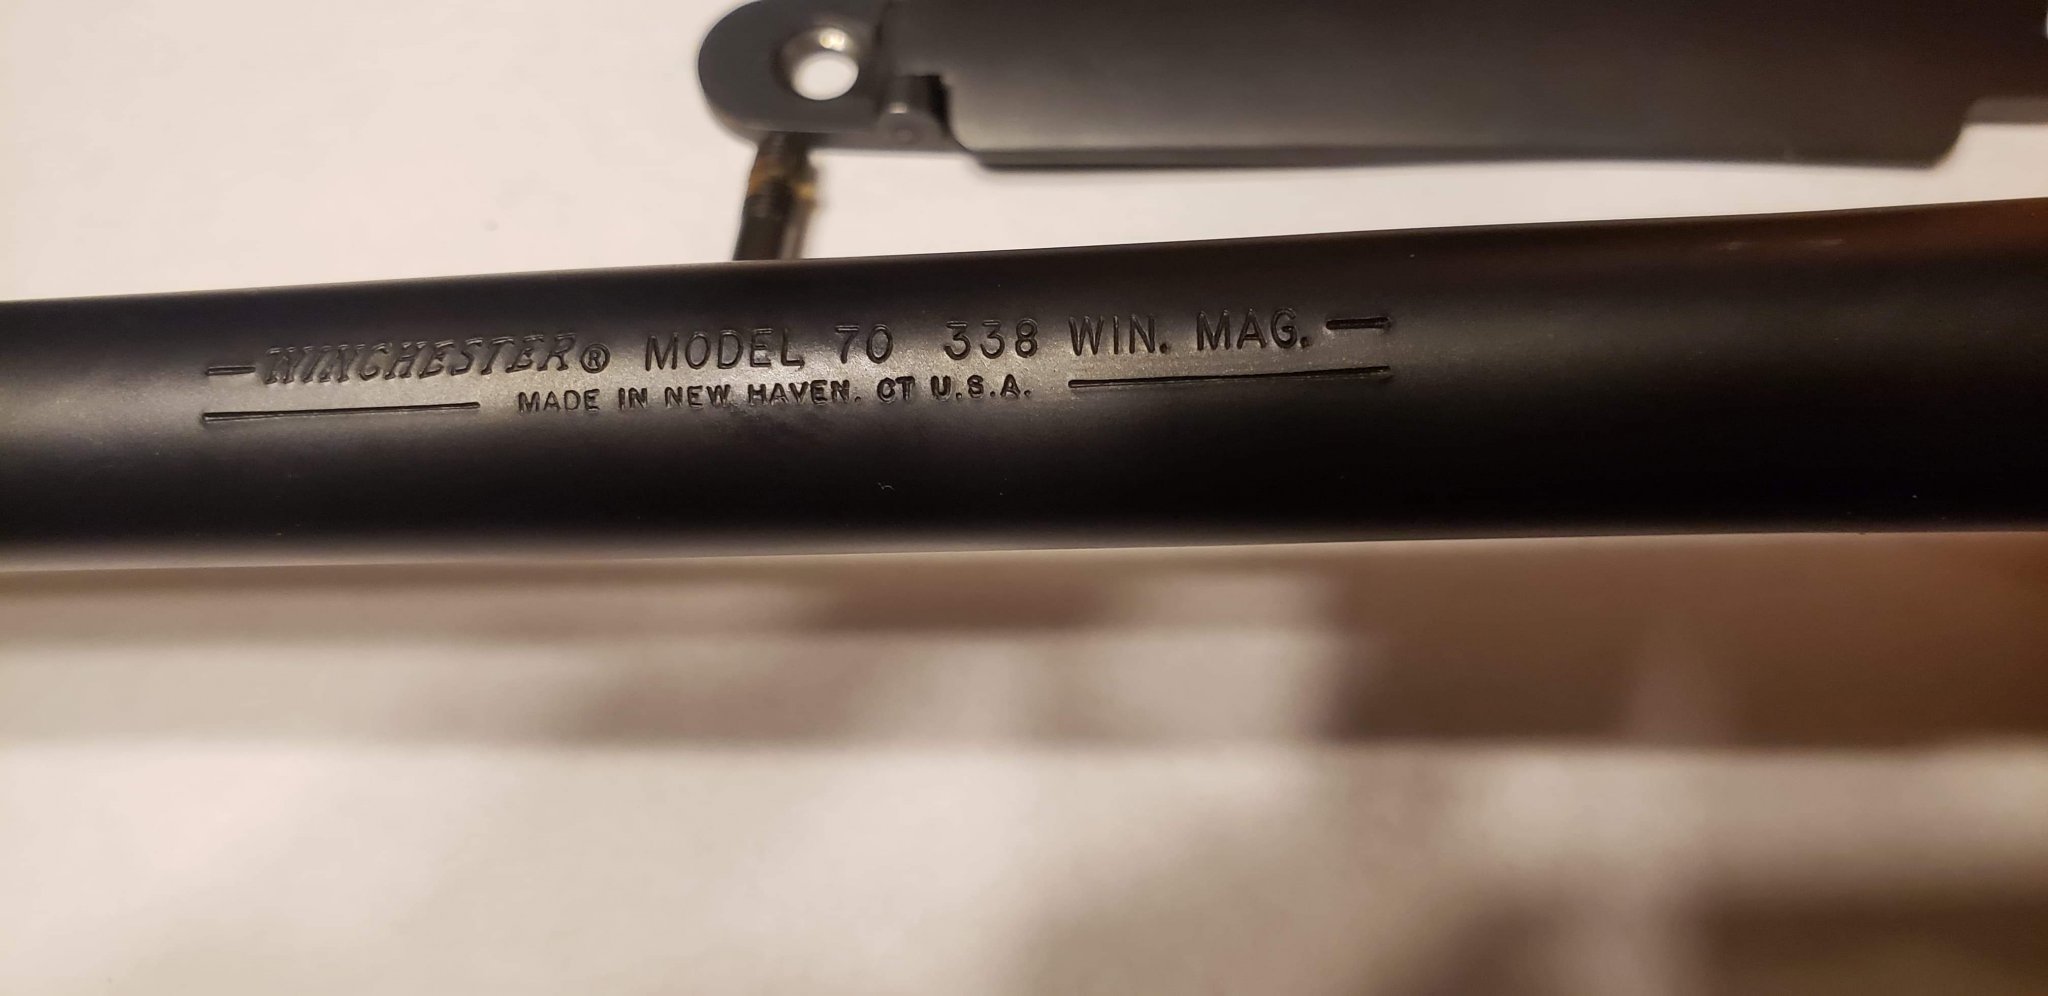 WINCHESTER® MODEL 70 338 WIN. MAG.
MADE IN NEW HAVEN, CT U.S.A.